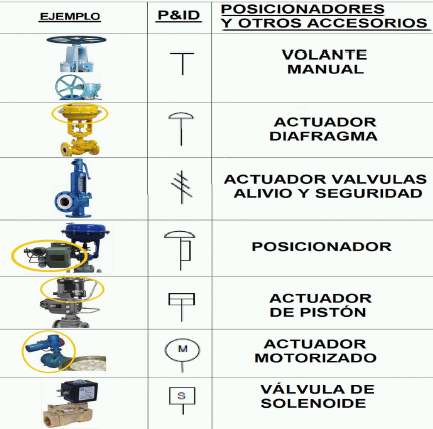 EJEMPLO
P&ID
POSICIONADORES
Y OTROS ACCESORIOS
VOLANTE
MANUAL
ACTUADOR
DIAFRAGMA
ACTUADOR VALVULAS
ALIVIO Y SEGURIDAD
POSICIONADOR
ACTUADOR
DE PISTÓN
M
ACTUADOR
MOTORIZADO
S
VÁLVULA DE
SOLENOIDE